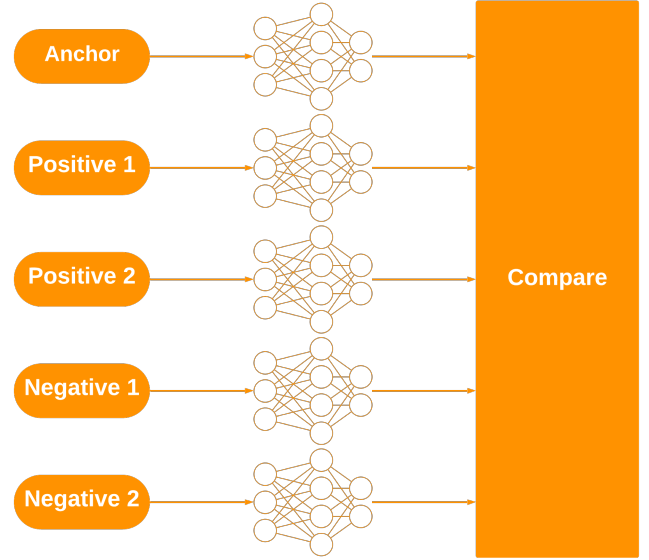 Anchor
Positive 1
Positive 2
Compare
Negative 1
Negative 2